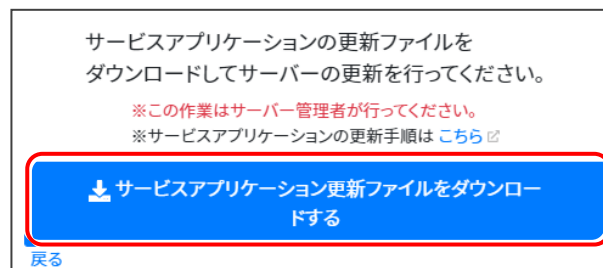 サービスアプリケーションの更新ファイルを
ダウンロードしてサーバーの更新を行ってください。
※この作業はサーバー管理者が行ってください。
※サービスアプリケーションの更新手順は こちら
サービスアプリケーション更新ファイルをダウンロー
ドする
戻る